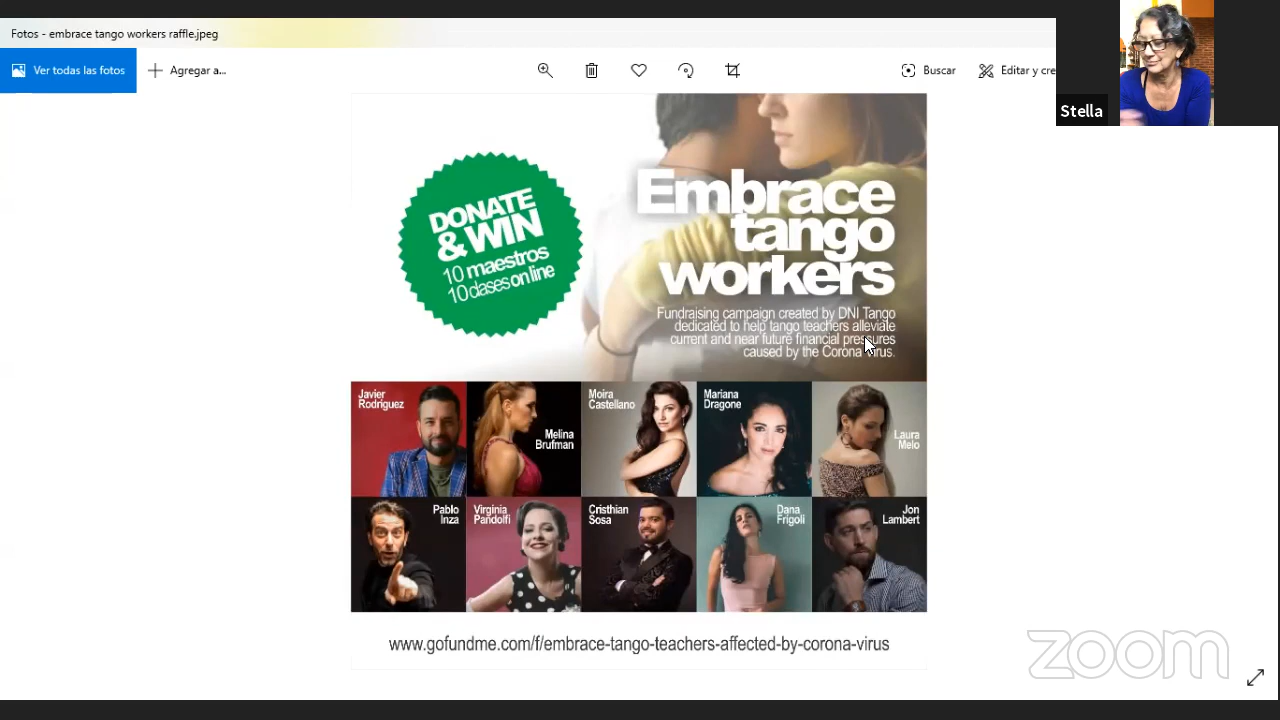 Fotos - embrace tango workers raffle.jpeg
Ver todas las fotos
Agregar a...
Buscar
Editar y cre
Stella
DONATE
& WIN
10 maestros
10 clases on line
Embrace
tango
workers
Fundraising campaign created by DNI Tango
dedicated to help tango teachers alleviate
current and near future financial pressures
caused by the Corona Virus.
Javier
Rodriguez
Melina
Brufman
Moira
Castellano
Mariana
Dragone
Laura
Melo
Pablo
Inza
Virginia
Pandolfi
Cristhian
Sosa
Dana
Frigoli
Jon
Lambert
www.gofundme.com/f/embrace-tango-teachers-affected-by-corona-virus
zoom